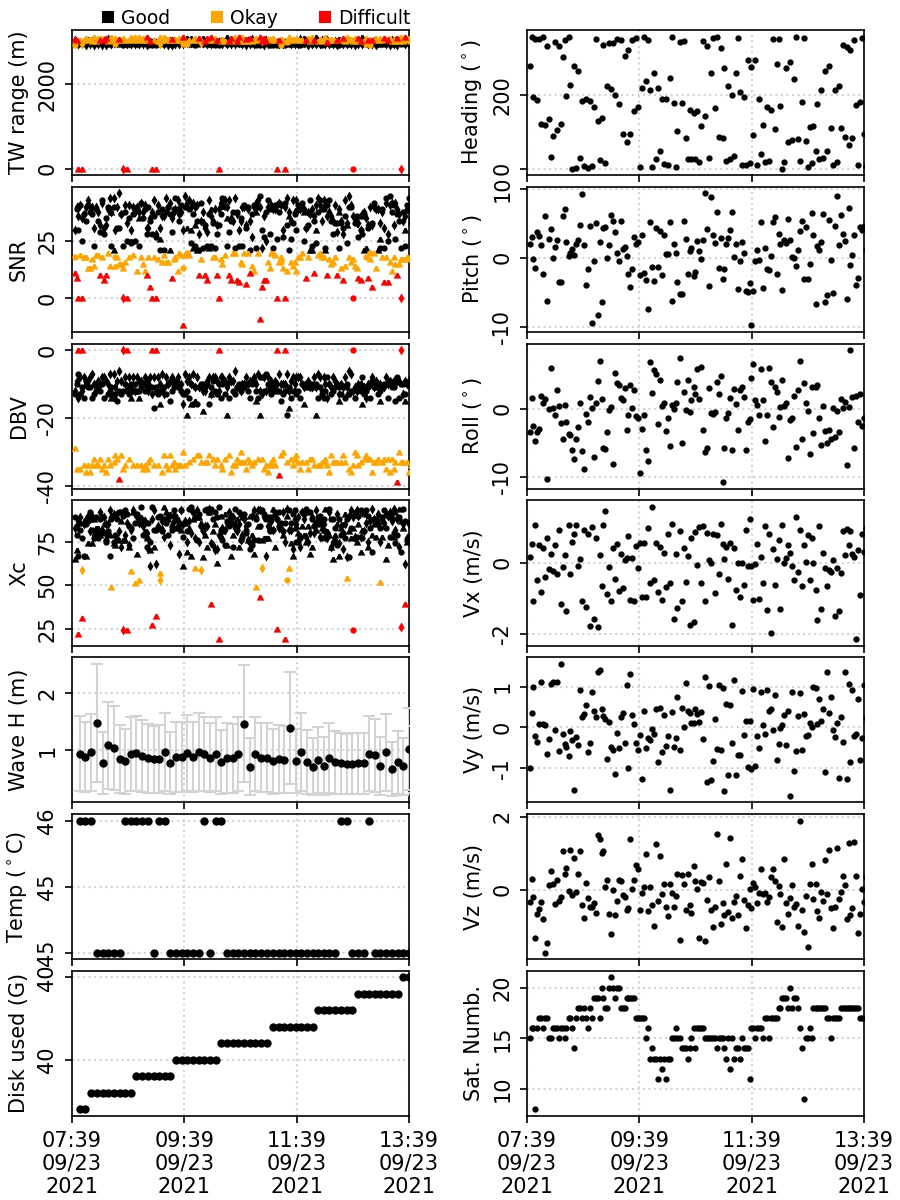 Good Okay Difficult
TW range (m)
2000
0
Heading (°)
200
0
SNR
25
0
Pitch (°)
10
0
-10
DBV
0
-20
-40
Roll (°)
0
-10
Xc
75
50
25
Vx (m/s)
0
-2
Wave H (m)
2
1
Vy (m/s)
1
0
-1
Temp (°C)
46
45
45
Vz (m/s)
2
0
Disk used (G)
40
40
Sat. Numb.
20
15
10
07:39 09:39 11:39 13:39 07:39 09:39 11:39 13:39
09/23 09/23 09/23 09/23 09/23 09/23 09/23 09/23
2021 2021 2021 2021 2021 2021 2021 2021